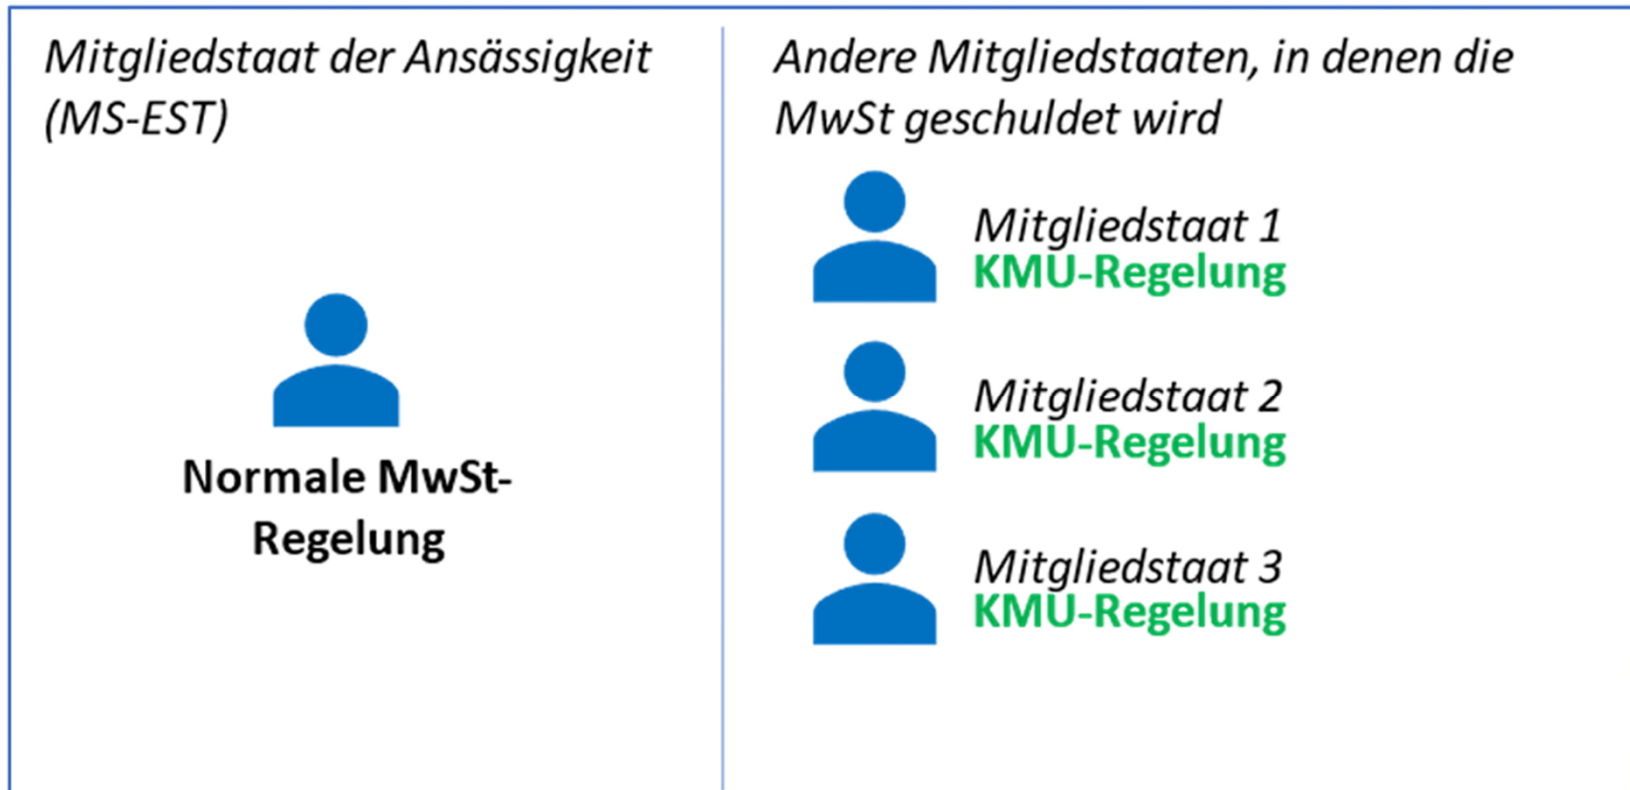 Mitgliedstaat der Ansässigkeit
(MS-EST)
Normale MwSt-
Regelung
Andere Mitgliedstaaten, in denen die
MwSt geschuldet wird
Mitgliedstaat 1
KMU-Regelung
Mitgliedstaat 2
KMU-Regelung
Mitgliedstaat 3
KMU-Regelung